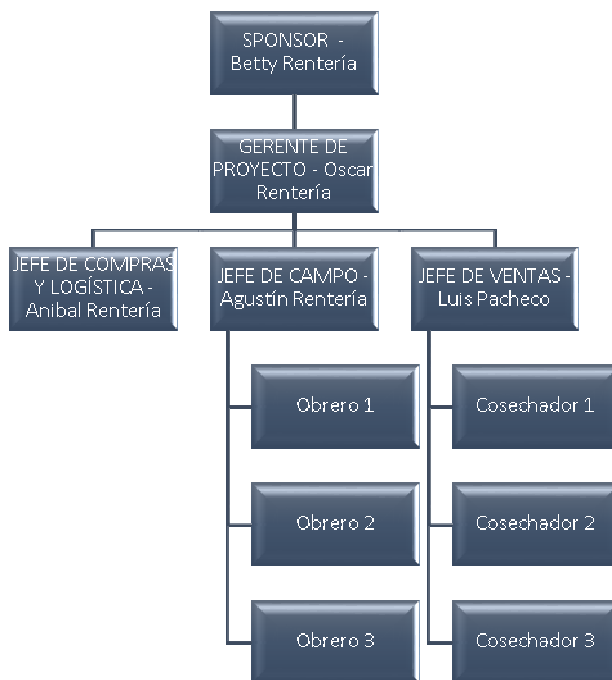 SPONSOR -
Betty Rentería
GERENTE DE
PROYECTO - Oscar
Rentería
JEFE DE COMPRAS
Y LOGÍSTICA -
Anibal Rentería
JEFE DE CAMPO -
Agustín Rentería
JEFE DE VENTAS -
Luis Pacheco
Obrero 1
Obrero 2
Obrero 3
Cosechador 1
Cosechador 2
Cosechador 3